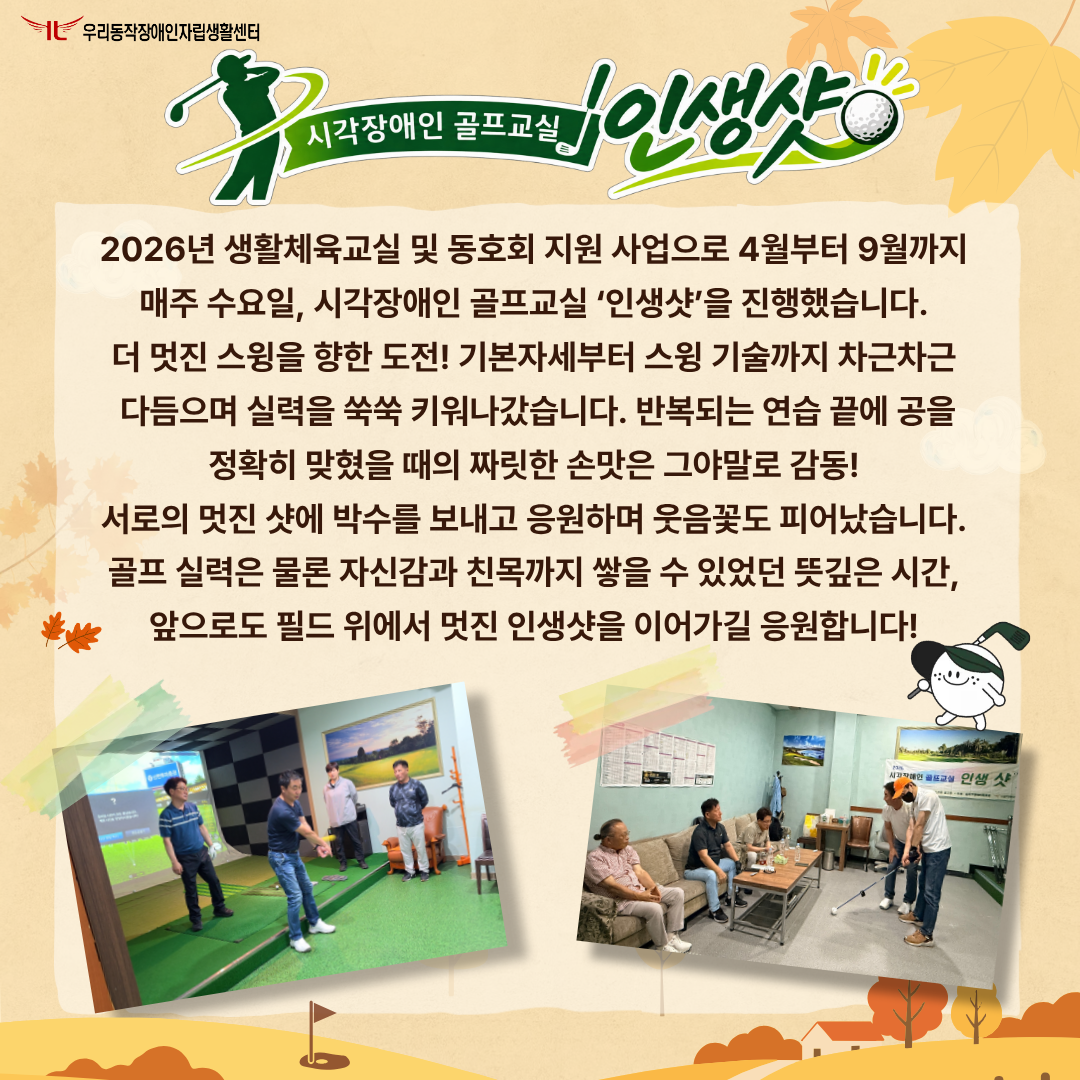 우리동작장애인자립생활센터
시각장애인 골프교실 인생샷
2026년 생활체육교실 및 동호회 지원 사업으로 4월부터 9월까지
매주 수요일, 시각장애인 골프교실 ‘인생샷’을 진행했습니다.
더 멋진 스윙을 향한 도전! 기본자세부터 스윙 기술까지 차근차근
다듬으며 실력을 쑥쑥 키워나갔습니다. 반복되는 연습 끝에 공을
정확히 맞혔을 때의 짜릿한 손맛은 그야말로 감동!
서로의 멋진 샷에 박수를 보내고 응원하며 웃음꽃도 피어났습니다.
골프 실력은 물론 자신감과 친목까지 쌓을 수 있었던 뜻깊은 시간,
앞으로도 필드 위에서 멋진 인생샷을 이어가길 응원합니다!
시각장애인 골프교실 인생 샷